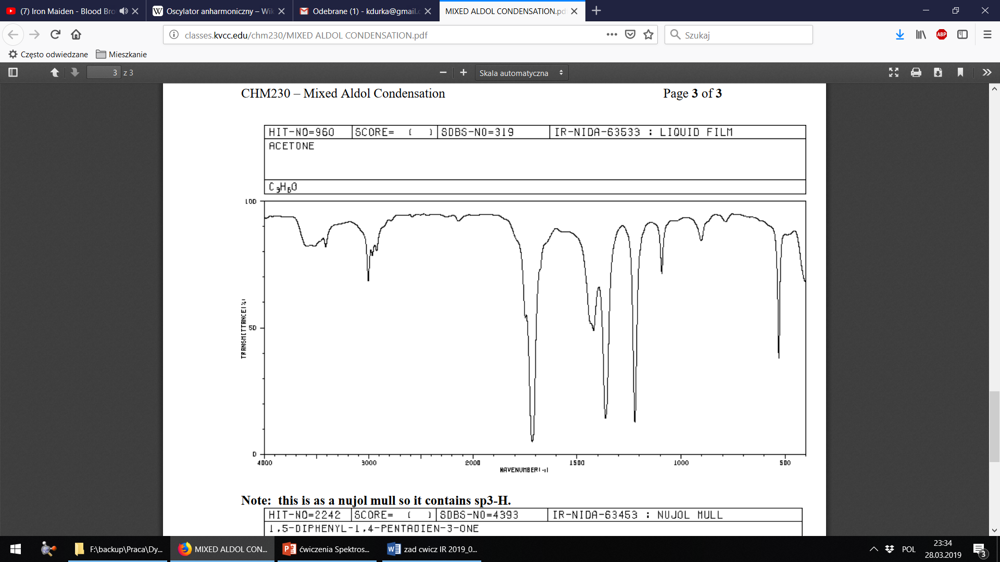 (7) Iron Maiden - Blood Bro
Oscylator anharmoniczny – Wik
Odebrane (1) - kdurka@gmail.c
MIXED ALDOL CONDENSATION.pd
classes.kvcc.edu/chm230/MIXED ALDOL CONDENSATION.pdf
Szukaj
ABP
Często odwiedzane
Mieszkanie
3 z 3
Skala automatyczna
CHM230 – Mixed Aldol Condensation
Page 3 of 3
HIT-NO=960 SCORE= ( ) SDBS-NO=319 IR-NIDA-63533 : LIQUID FILM
ACETONE
C3H6O
100
50
0
TRANSMITTANCE(%)
4000 3000 2000 1500 1000 500
WAVENUMBER(-1)
Note: this is as a nujol mull so it contains sp3-H.
HIT-NO=2242 SCORE= ( ) SDBS-NO=4393 IR-NIDA-63453 : NUJOL MULL
1,5-DIPHENYL-1,4-PENTADIEN-3-ONE
F:\backup\Praca\Dy...
MIXED ALDOL CON...
ćwiczenia Spektros...
zad cwicz IR 2019_0...
POL
23:34
28.03.2019
3